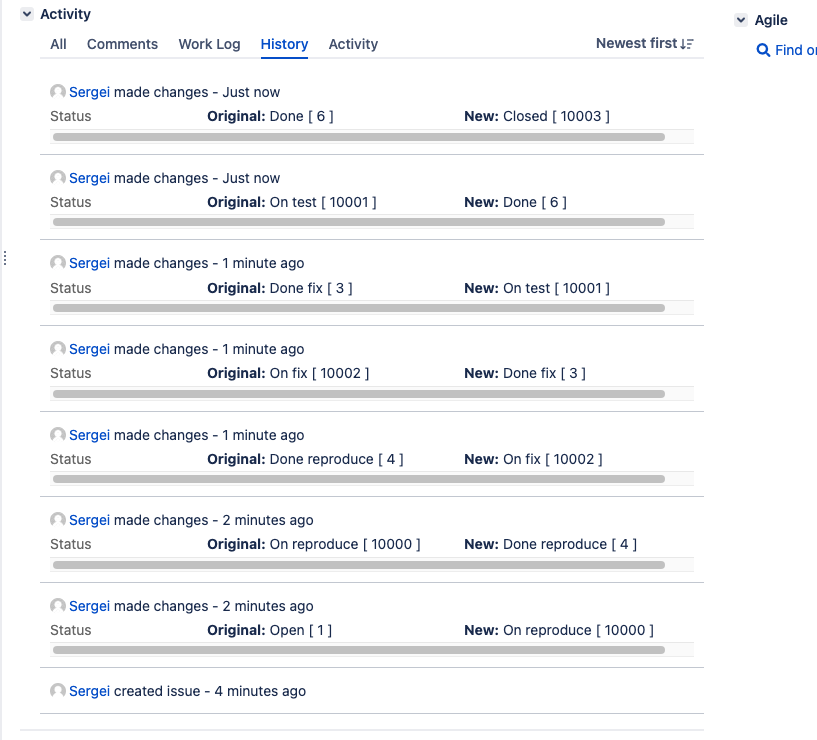 Activity
All Comments Work Log History Activity Newest first
Sergei made changes - Just now
Status Original: Done [ 6 ] New: Closed [ 10003 ]
Sergei made changes - Just now
Status Original: On test [ 10001 ] New: Done [ 6 ]
Sergei made changes - 1 minute ago
Status Original: Done fix [ 3 ] New: On test [ 10001 ]
Sergei made changes - 1 minute ago
Status Original: On fix [ 10002 ] New: Done fix [ 3 ]
Sergei made changes - 1 minute ago
Status Original: Done reproduce [ 4 ] New: On fix [ 10002 ]
Sergei made changes - 2 minutes ago
Status Original: On reproduce [ 10000 ] New: Done reproduce [ 4 ]
Sergei made changes - 2 minutes ago
Status Original: Open [ 1 ] New: On reproduce [ 10000 ]
Sergei created issue - 4 minutes ago
Agile
Find